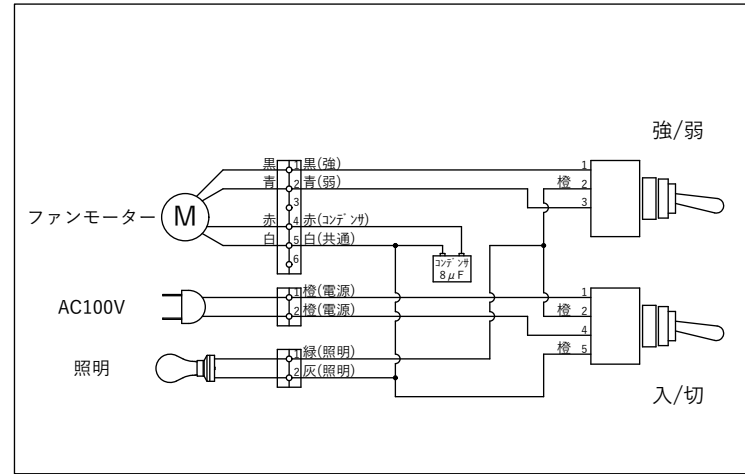 強/弱
黒 1 黒(強) 1
青 2 青(弱) 橙 2
3 3
ファンモーター M 赤 4 赤(コンデンサ)
白 5 白(共通)
6 コンデンサ
8μF
1 橙(電源) 1
AC100V 2 橙(電源) 橙 2
4
1 緑(照明) 橙 5
照明 2 灰(照明)
入/切